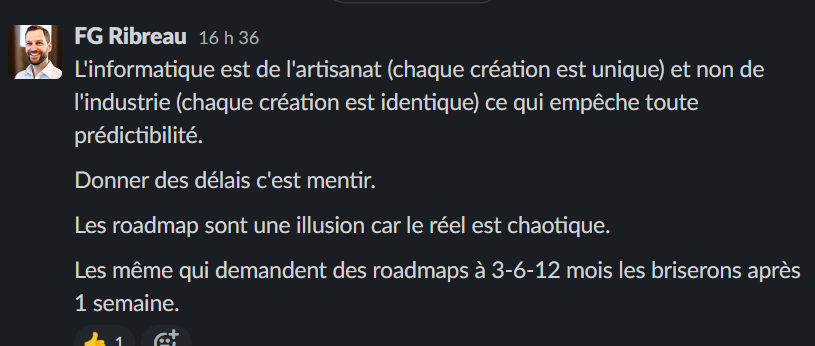 FG Ribreau 16 h 36
L'informatique est de l'artisanat (chaque création est unique) et non de
l'industrie (chaque création est identique) ce qui empêche toute
prédictibilité.
Donner des délais c'est mentir.
Les roadmap sont une illusion car le réel est chaotique.
Les même qui demandent des roadmaps à 3-6-12 mois les briserons après
1 semaine.
1